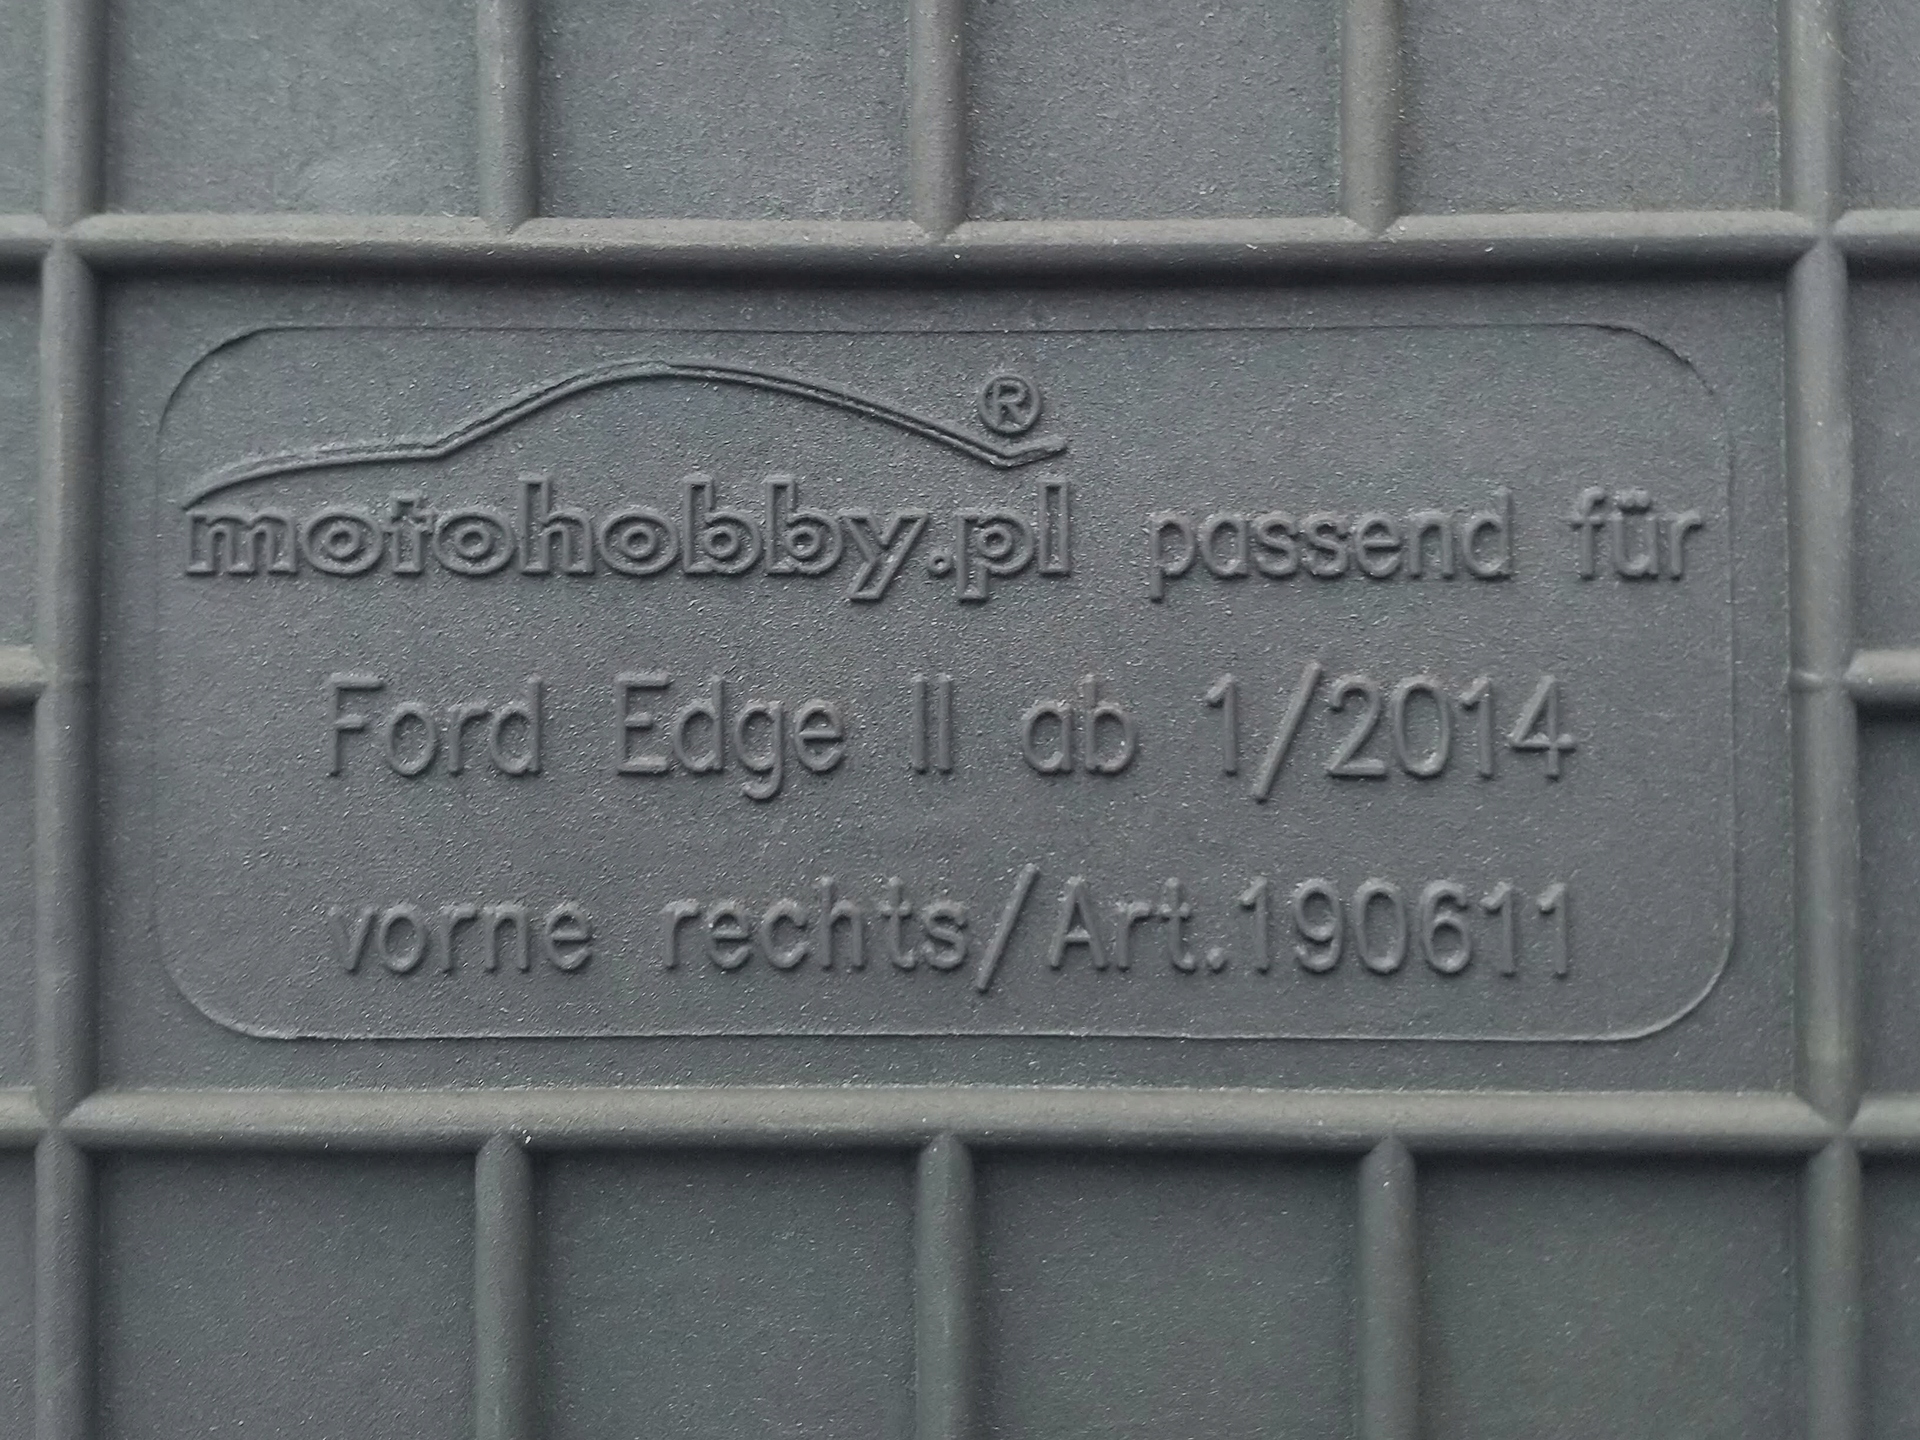 motohobby.pl® passend für
Ford Edge II ab 1/2014
vorne rechts/Art.190611